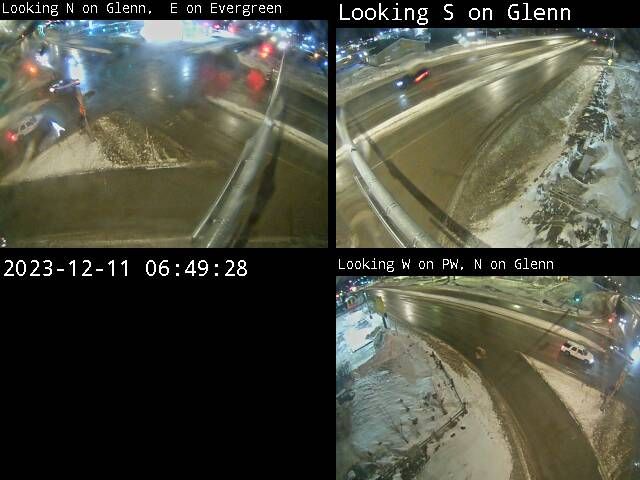 Looking N on Glenn,  E on Evergreen
Looking S on Glenn
2023-12-11 06:49:28
Looking W on PW, N on Glenn